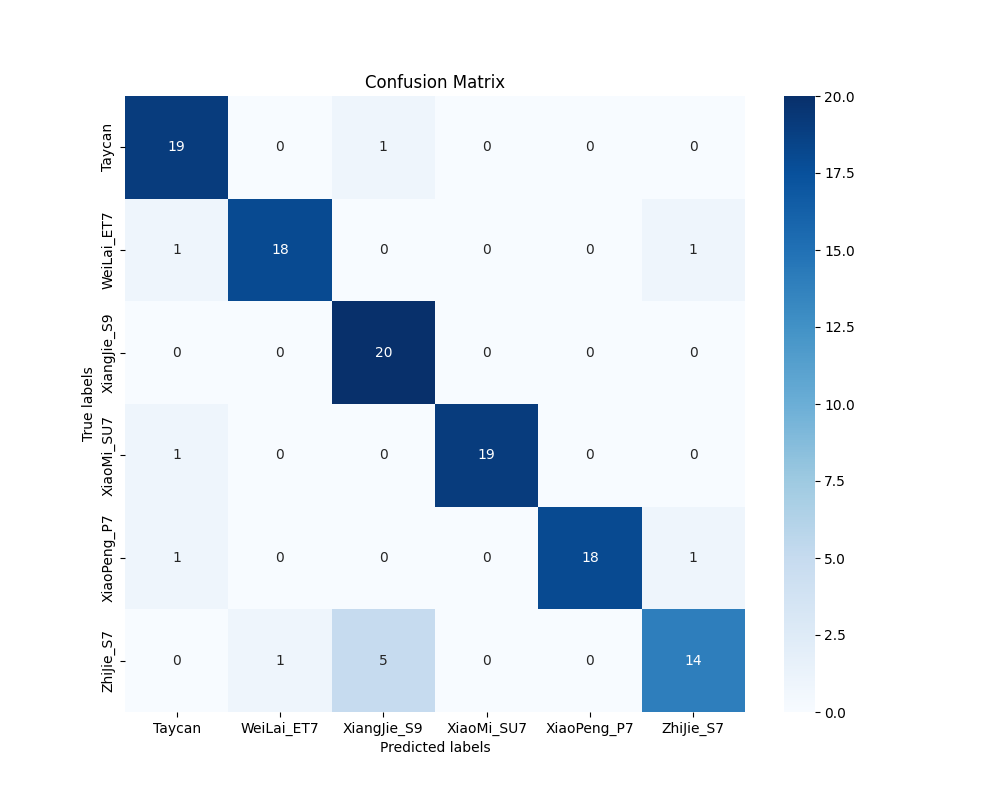 Confusion Matrix
True labels
Taycan 19 0 1 0 0 0
WeiLai_ET7 1 18 0 0 0 1
XiangJie_S9 0 0 20 0 0 0
XiaoMi_SU7 1 0 0 19 0 0
XiaoPeng_P7 1 0 0 0 18 1
ZhiJie_S7 0 1 5 0 0 14
Taycan WeiLai_ET7 XiangJie_S9 XiaoMi_SU7 XiaoPeng_P7 ZhiJie_S7
Predicted labels
20.0
17.5
15.0
12.5
10.0
7.5
5.0
2.5
0.0